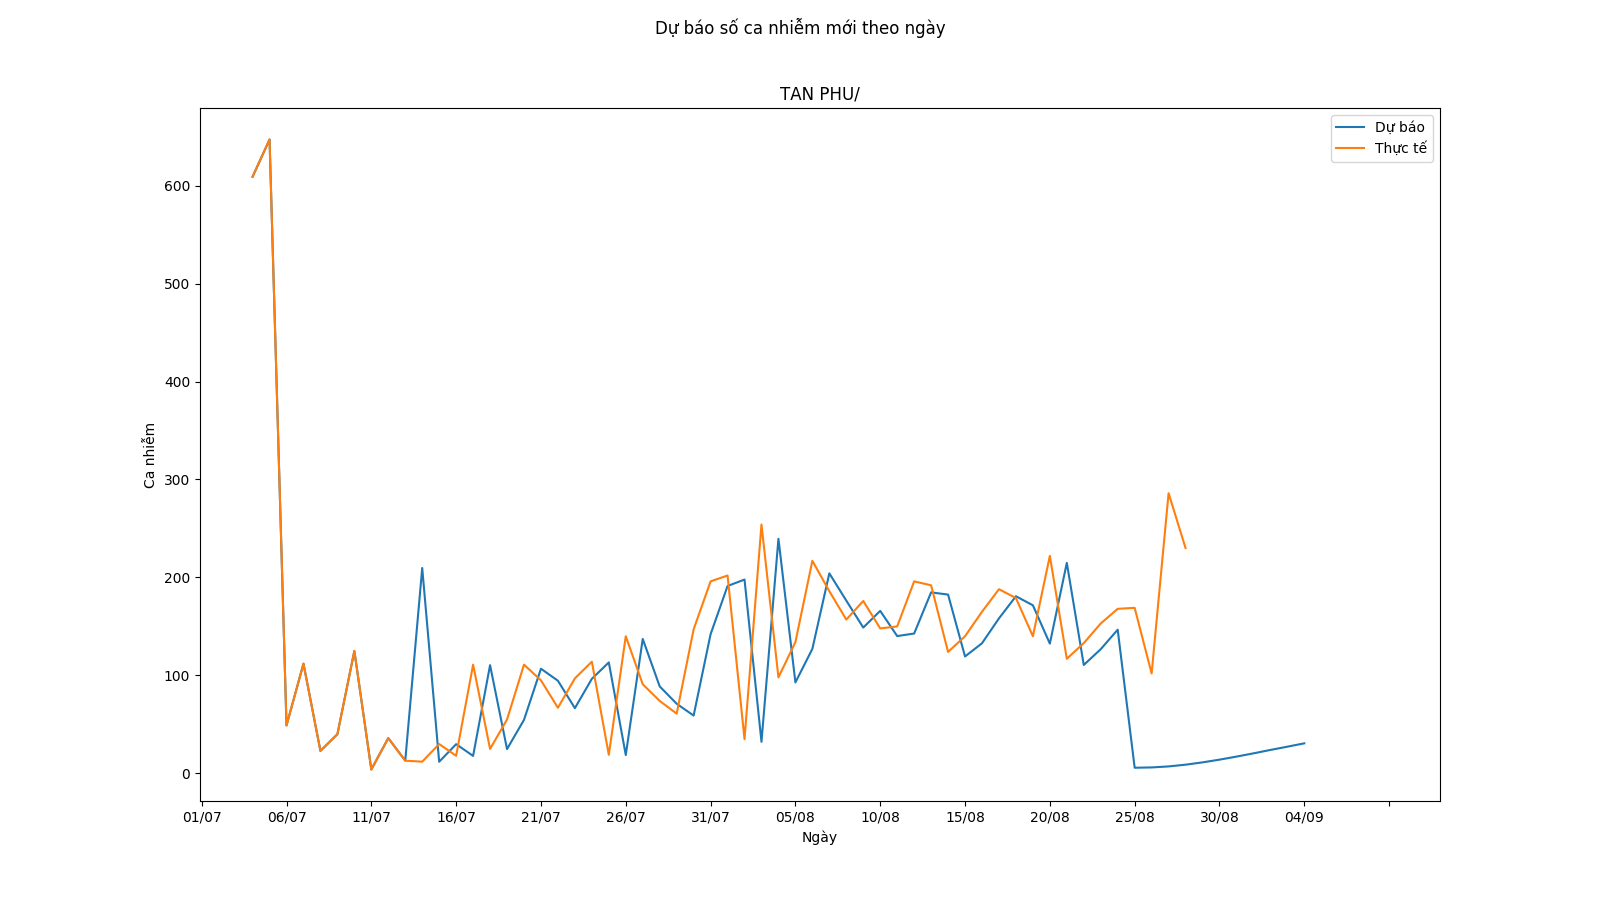 Dự báo số ca nhiễm mới theo ngày
TAN PHU/
Dự báo
Thực tế
600
500
400
300
200
100
0
Ca nhiễm
01/07 06/07 11/07 16/07 21/07 26/07 31/07 05/08 10/08 15/08 20/08 25/08 30/08 04/09
Ngày